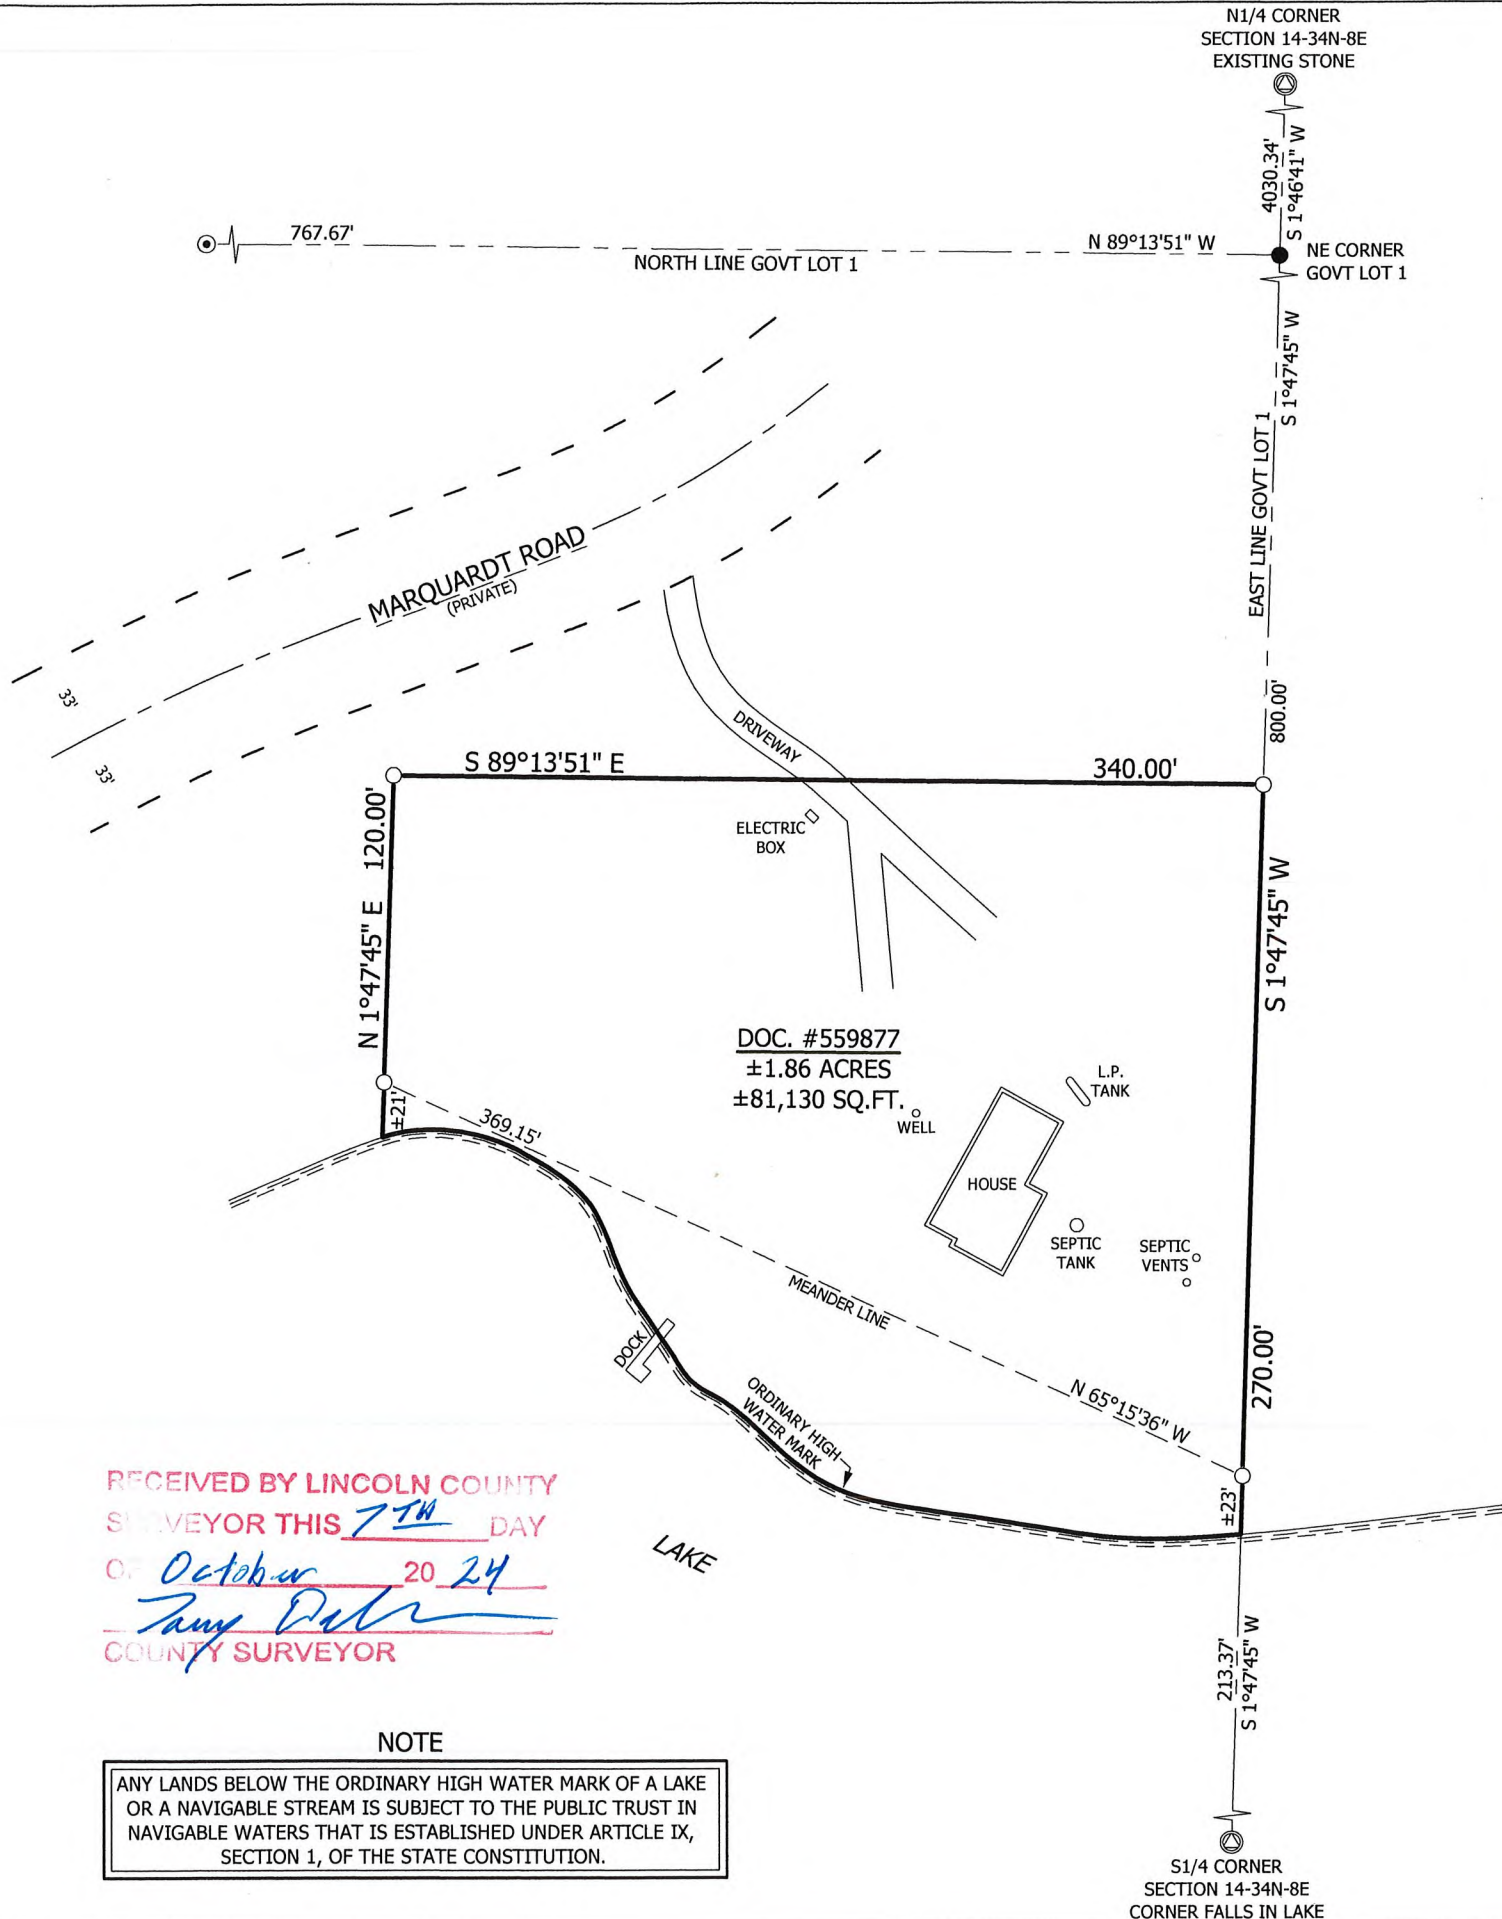 N1/4 CORNER
SECTION 14-34N-8E
EXISTING STONE
4030.34'
S 1°46'41" W
767.67'
N 89°13'51" W
NORTH LINE GOVT LOT 1
NE CORNER
GOVT LOT 1
S 1°47'45" W
EAST LINE GOVT LOT 1
800.00'
MARQUARDT ROAD
(PRIVATE)
33'
33'
DRIVEWAY
S 89°13'51" E
340.00'
N 1°47'45" E 120.00'
ELECTRIC
BOX
S 1°47'45" W
270.00'
DOC. #559877
±1.86 ACRES
±81,130 SQ.FT.
WELL
L.P.
TANK
HOUSE
SEPTIC
TANK
SEPTIC
VENTS
±21'
369.15'
MEANDER LINE
N 65°15'36" W
DOCK
ORDINARY HIGH
WATER MARK
±23'
LAKE
213.37'
S 1°47'45" W
RECEIVED BY LINCOLN COUNTY
SURVEYOR THIS 7TH DAY
OF October 20 24
COUNTY SURVEYOR
NOTE
ANY LANDS BELOW THE ORDINARY HIGH WATER MARK OF A LAKE
OR A NAVIGABLE STREAM IS SUBJECT TO THE PUBLIC TRUST IN
NAVIGABLE WATERS THAT IS ESTABLISHED UNDER ARTICLE IX,
SECTION 1, OF THE STATE CONSTITUTION.
S1/4 CORNER
SECTION 14-34N-8E
CORNER FALLS IN LAKE